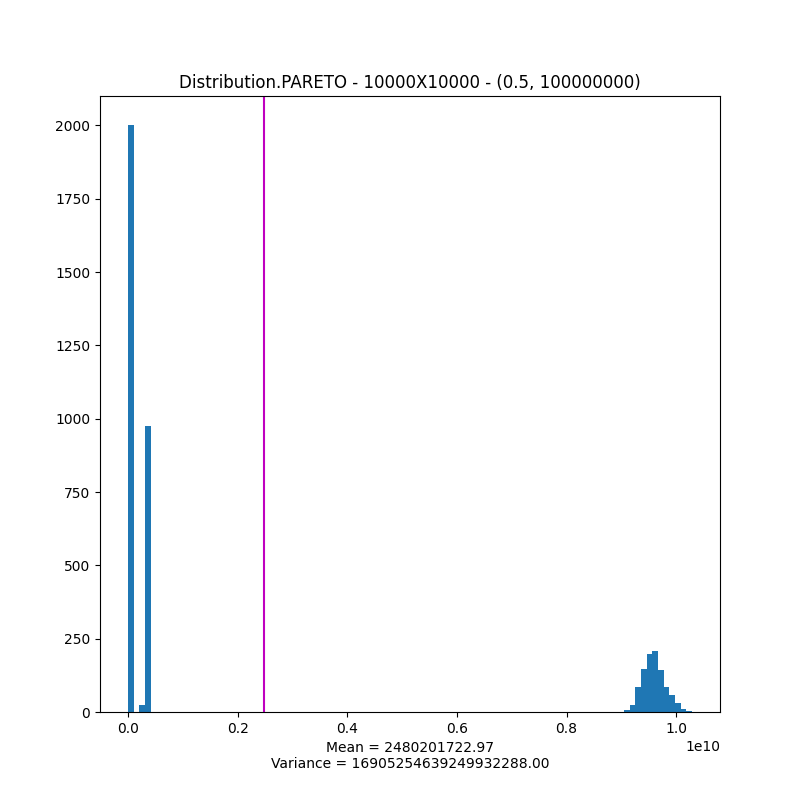 Distribution.PARETO - 10000X10000 - (0.5, 100000000)
2000
1750
1500
1250
1000
750
500
250
0
0.0 0.2 0.4 0.6 0.8 1.0
1e10
Mean = 2480201722.97
Variance = 16905254639249932288.00